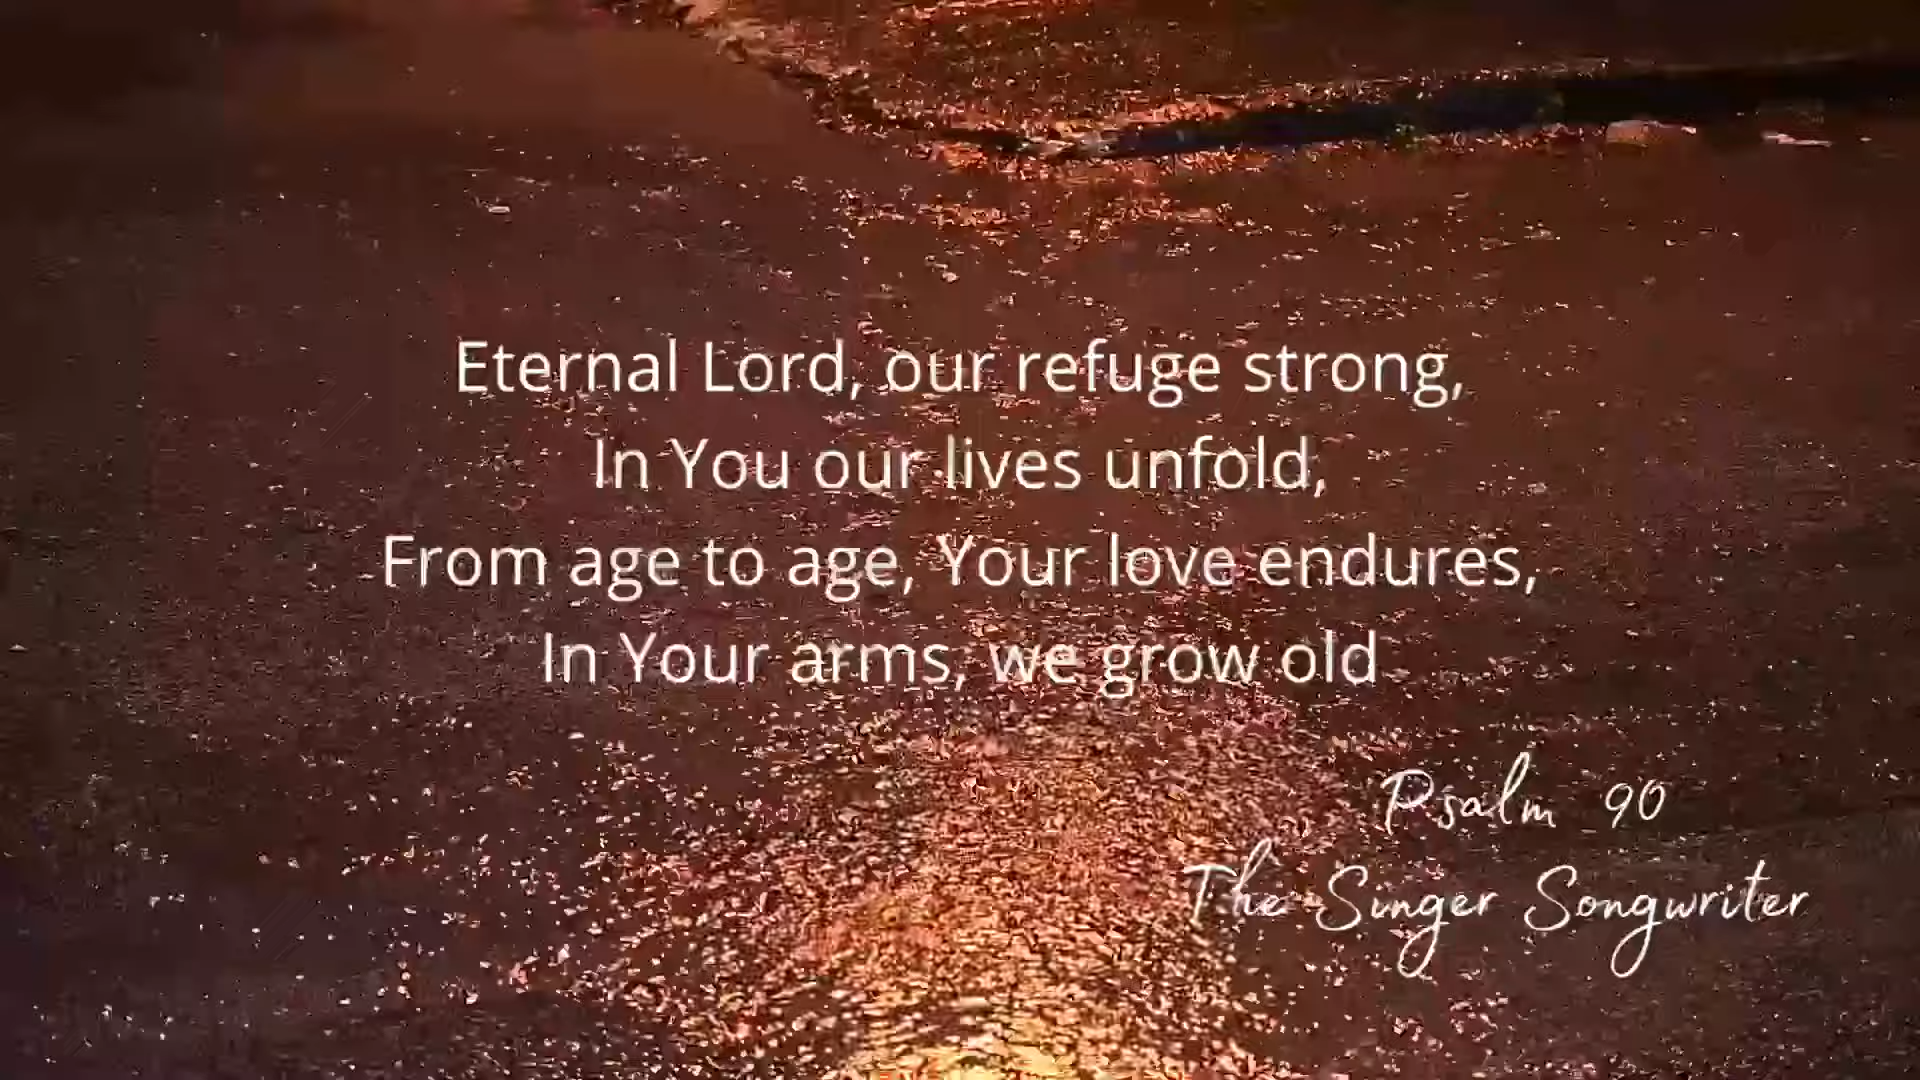 Eternal Lord, our refuge strong,
In You our lives unfold,
From age to age, Your love endures,
In Your arms, we grow old
Psalm 90
The Singer Songwriter